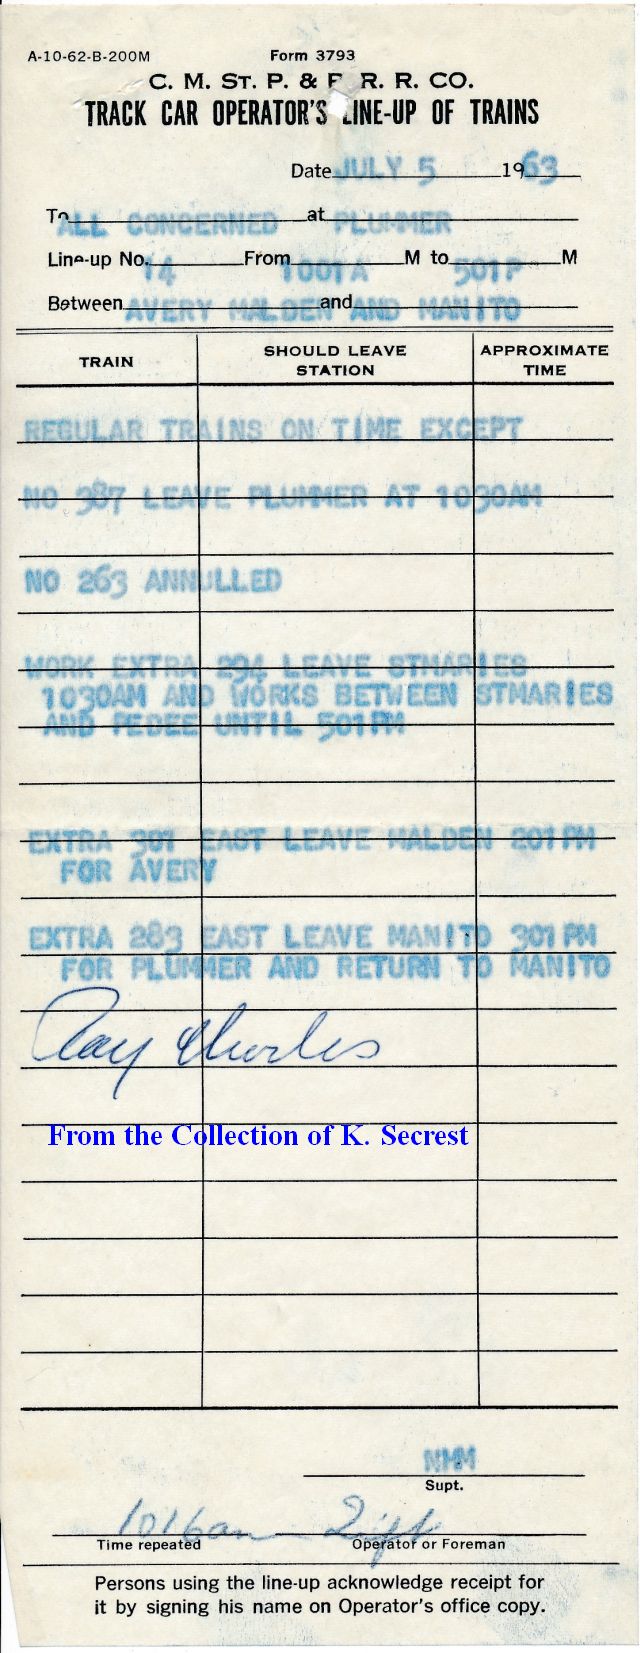 A-10-62-B-200M Form 3793
C. M. ST. P. & P. R. R. CO.
TRACK CAR OPERATOR'S LINE-UP OF TRAINS
Date JULY 5 1963
To ALL CONCERNED at PLUMMER
Line-up No. 14 From 1001A M to 501P M
Between AVERY MALDEN AND and MANITO
TRAIN SHOULD LEAVE STATION APPROXIMATE TIME
REGULAR TRAINS ON TIME EXCEPT
NO 387 LEAVE PLUMMER AT 1030AM
NO 263 ANNULLED
WORK EXTRA 294 LEAVE STMARIES
1030AM AND WORKS BETWEEN STMARIES
AND PEDEE UNTIL 501PM
EXTRA 301 EAST LEAVE MALDEN 201PM
FOR AVERY
EXTRA 283 EAST LEAVE MANITO 301PM
FOR PLUMMER AND RETURN TO MANITO
Ray Charles
From the Collection of K. Secrest
NMM
Supt.
1016am
Time repeated Operator or Foreman
Persons using the line-up acknowledge receipt for
it by signing his name on Operator's office copy.